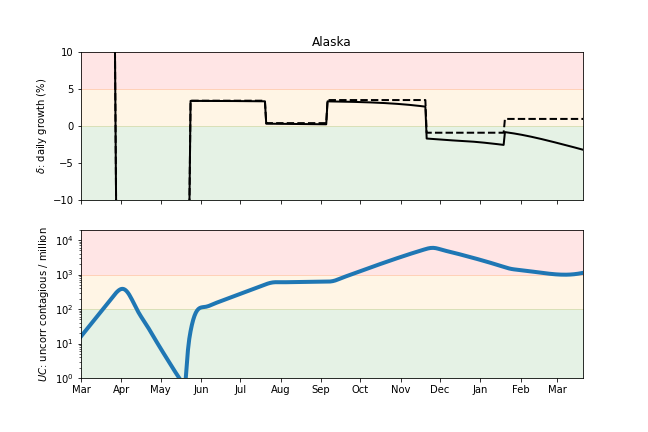 Alaska
δ: daily growth (%)
10
5
0
−5
−10
UC: uncorr contagious / million
10⁴
10³
10²
10¹
10⁰
Mar Apr May Jun Jul Aug Sep Oct Nov Dec Jan Feb Mar